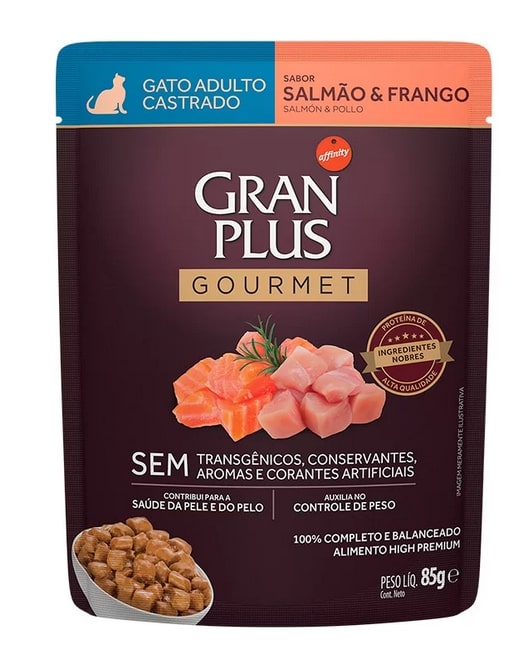 GATO ADULTO
CASTRADO
SABOR
SALMÃO & FRANGO
SALMÓN & POLLO
affinity
GRAN
PLUS
GOURMET
PROTEÍNA DE
INGREDIENTES
NOBRES
ALTA QUALIDADE
SEM TRANSGÊNICOS, CONSERVANTES,
AROMAS E CORANTES ARTIFICIAIS
CONTRIBUI PARA A
SAÚDE DA PELE E DO PELO
AUXILIA NO
CONTROLE DE PESO
IMAGEM MERAMENTE ILUSTRATIVA
100% COMPLETO E BALANCEADO
ALIMENTO HIGH PREMIUM
PESO LÍQ. 85g e
Cont. Neto